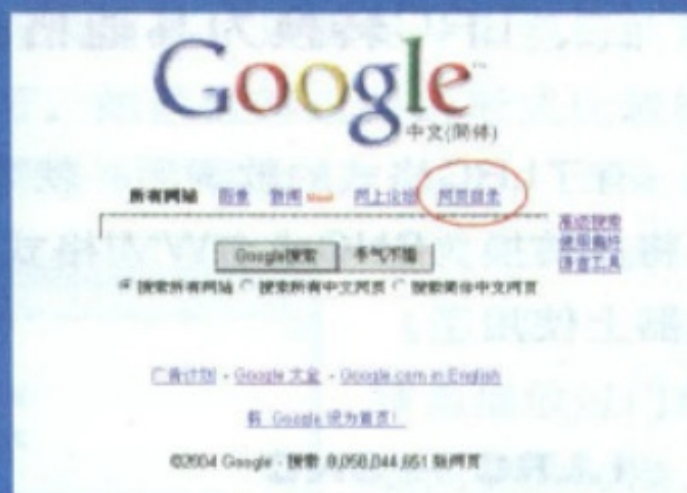 Google™
中文(简体)
所有网站 图象 新闻 New! 网上论坛 网页目录
高级搜索
使用偏好
语言工具
Google搜索 手气不错
搜索所有网站 搜索所有中文网页 搜索简体中文网页
广告计划 - Google 大全 - Google.com in English
将 Google 设为首页!
©2004 Google - 搜索 8,058,044,651 张网页